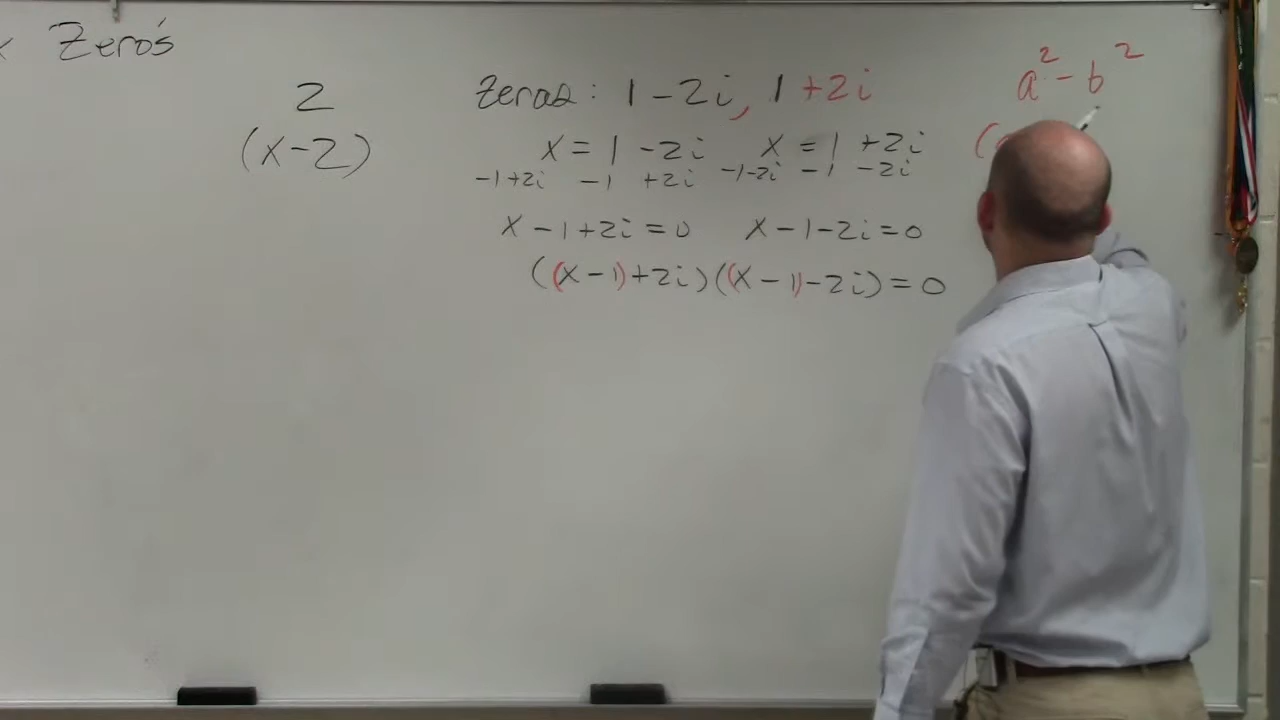 Zero's
2
(x-2)
Zeros: 1-2i, 1+2i
x = 1 -2i x = 1 +2i
-1+2i -1 +2i -1-2i -1 -2i
x -1+2i = 0 x -1-2i = 0
((x-1)+2i)((x-1)-2i) = 0
a² - b²
(